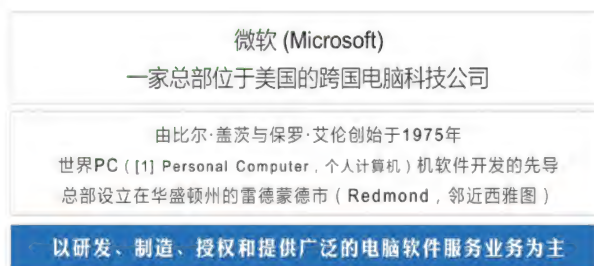 微软 (Microsoft)
一家总部位于美国的跨国电脑科技公司
由比尔·盖茨与保罗·艾伦创始于1975年
世界PC（[1] Personal Computer，个人计算机）机软件开发的先导
总部设立在华盛顿州的雷德蒙德市（Redmond，邻近西雅图）
以研发、制造、授权和提供广泛的电脑软件服务业务为主